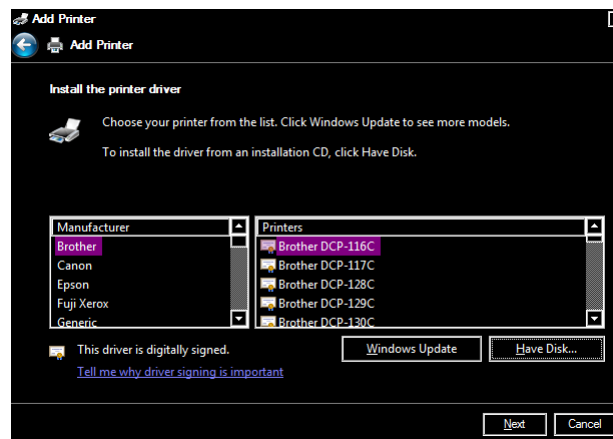 Add Printer
Add Printer
Install the printer driver
Choose your printer from the list. Click Windows Update to see more models.
To install the driver from an installation CD, click Have Disk.
Manufacturer
Brother
Canon
Epson
Fuji Xerox
Generic
Printers
Brother DCP-116C
Brother DCP-117C
Brother DCP-128C
Brother DCP-129C
Brother DCP-130C
This driver is digitally signed.
Tell me why driver signing is important
Windows Update
Have Disk...
Next
Cancel